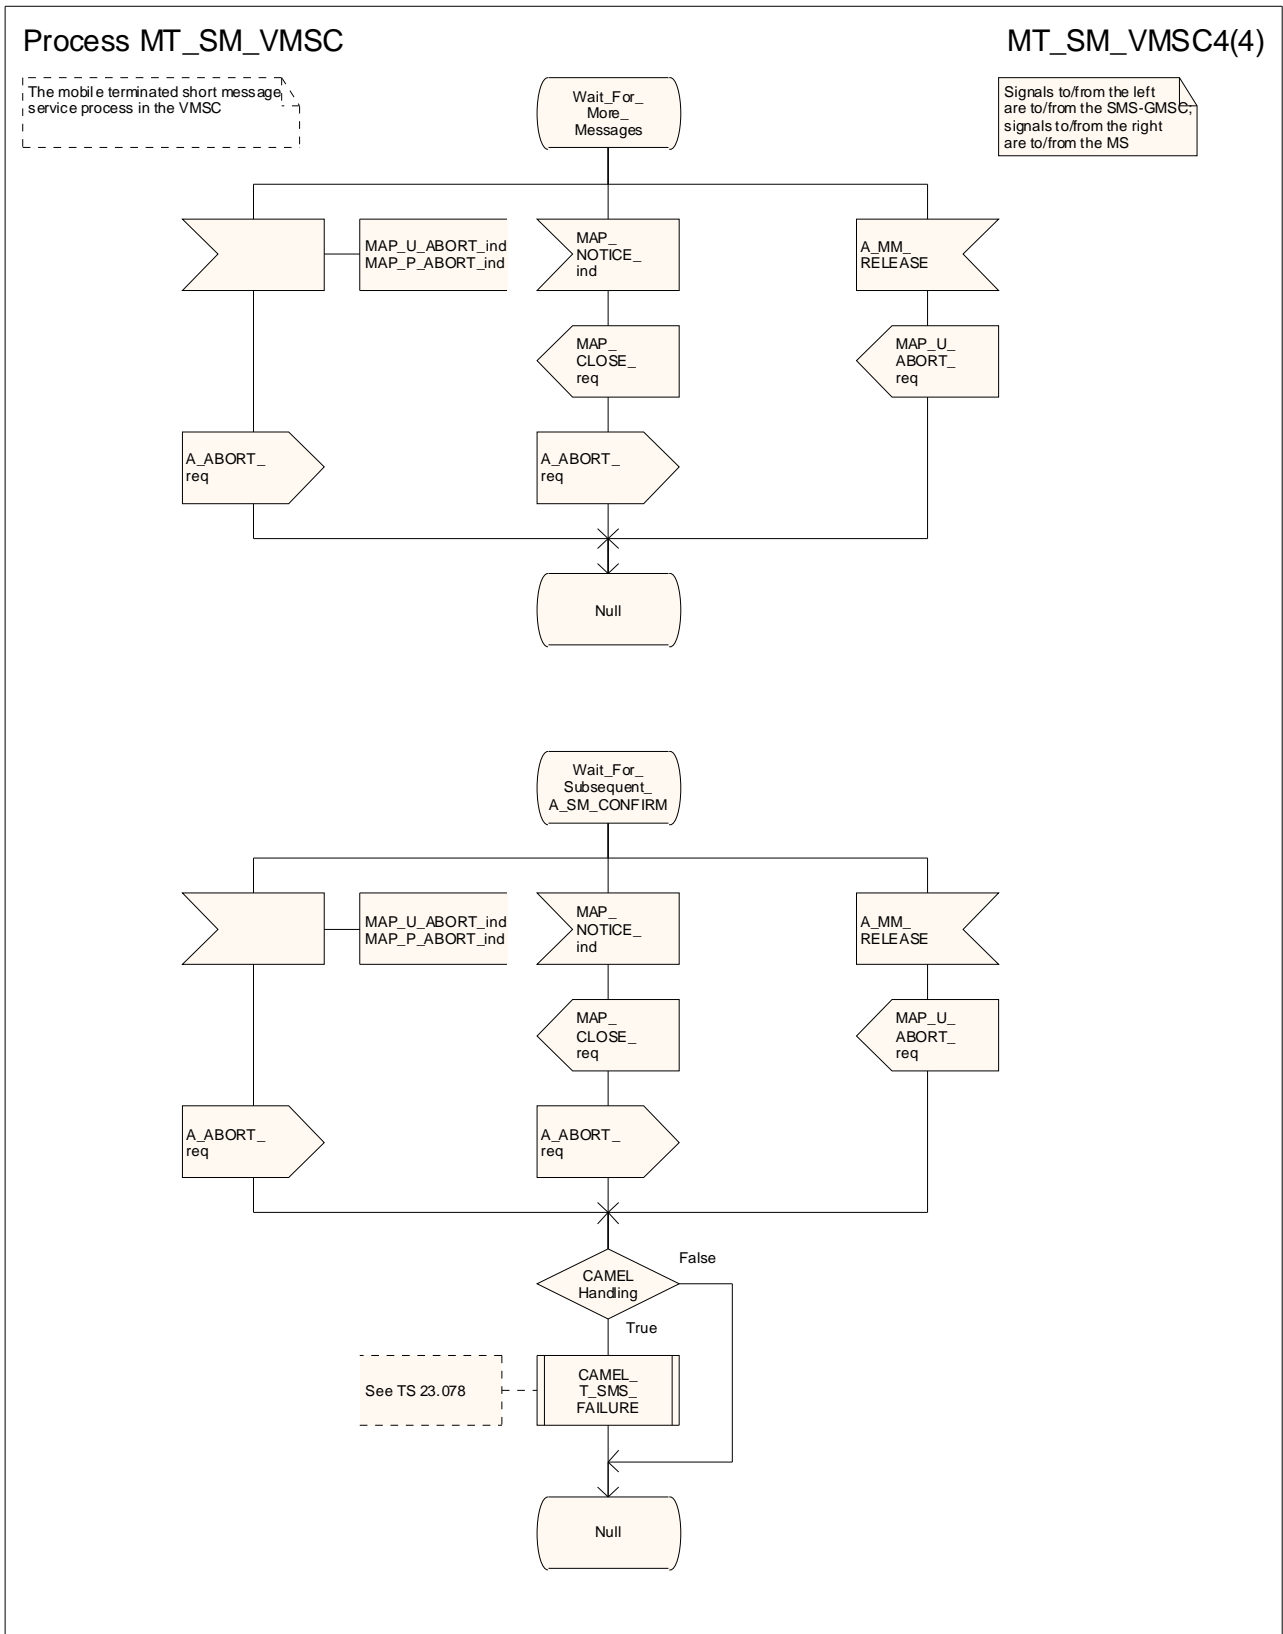 Process MT_SM_VMSC
MT_SM_VMSC4(4)
The mobile terminated short message
service process in the VMSC
Wait_For_
More_
Messages
Signals to/from the left
are to/from the SMS-GMSC;
signals to/from the right
are to/from the MS
MAP_U_ABORT_ind
MAP_P_ABORT_ind
MAP_
NOTICE_
ind
A_MM_
RELEASE
MAP_
CLOSE_
req
MAP_U_
ABORT_
req
A_ABORT_
req
A_ABORT_
req
Null
Wait_For_
Subsequent_
A_SM_CONFIRM
MAP_U_ABORT_ind
MAP_P_ABORT_ind
MAP_
NOTICE_
ind
A_MM_
RELEASE
MAP_
CLOSE_
req
MAP_U_
ABORT_
req
A_ABORT_
req
A_ABORT_
req
False
CAMEL
Handling
True
See TS 23.078
CAMEL_
T_SMS_
FAILURE
Null